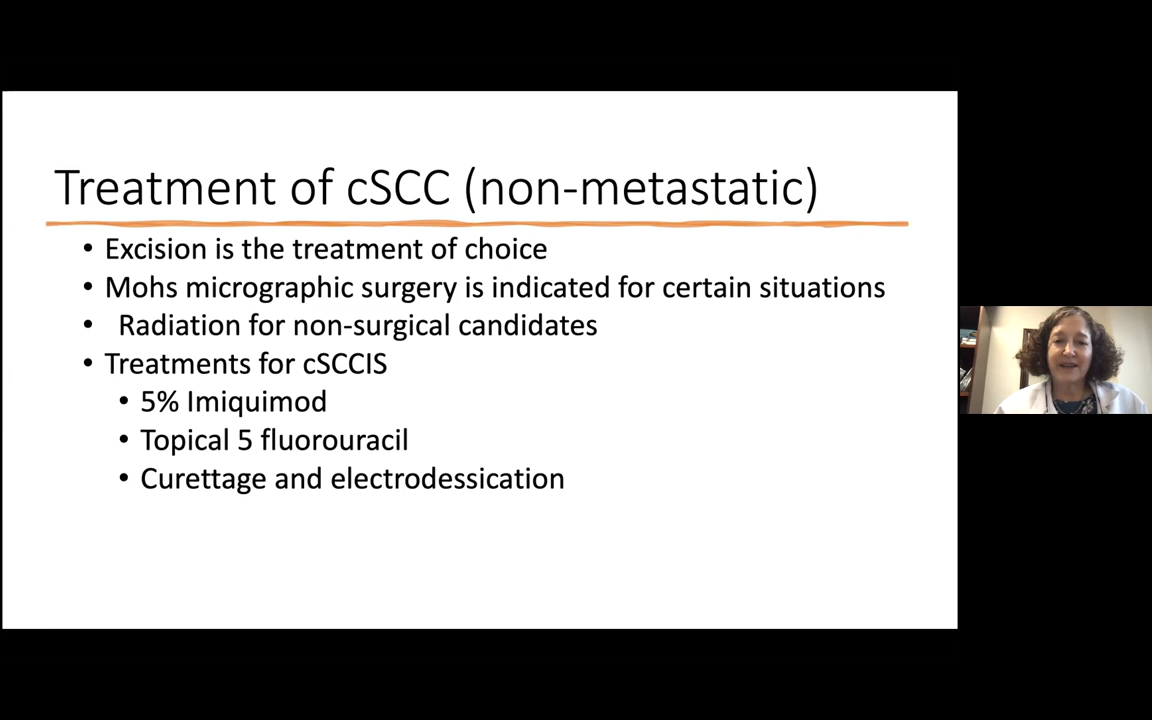 Treatment of cSCC (non-metastatic)
• Excision is the treatment of choice
• Mohs micrographic surgery is indicated for certain situations
• Radiation for non-surgical candidates
• Treatments for cSCCIS
• 5% Imiquimod
• Topical 5 fluorouracil
• Curettage and electrodessication